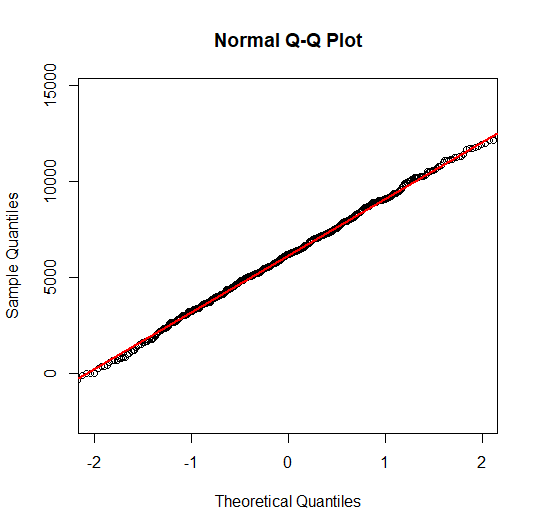 Normal Q-Q Plot
15000
10000
5000
0
Sample Quantiles
-2 -1 0 1 2
Theoretical Quantiles